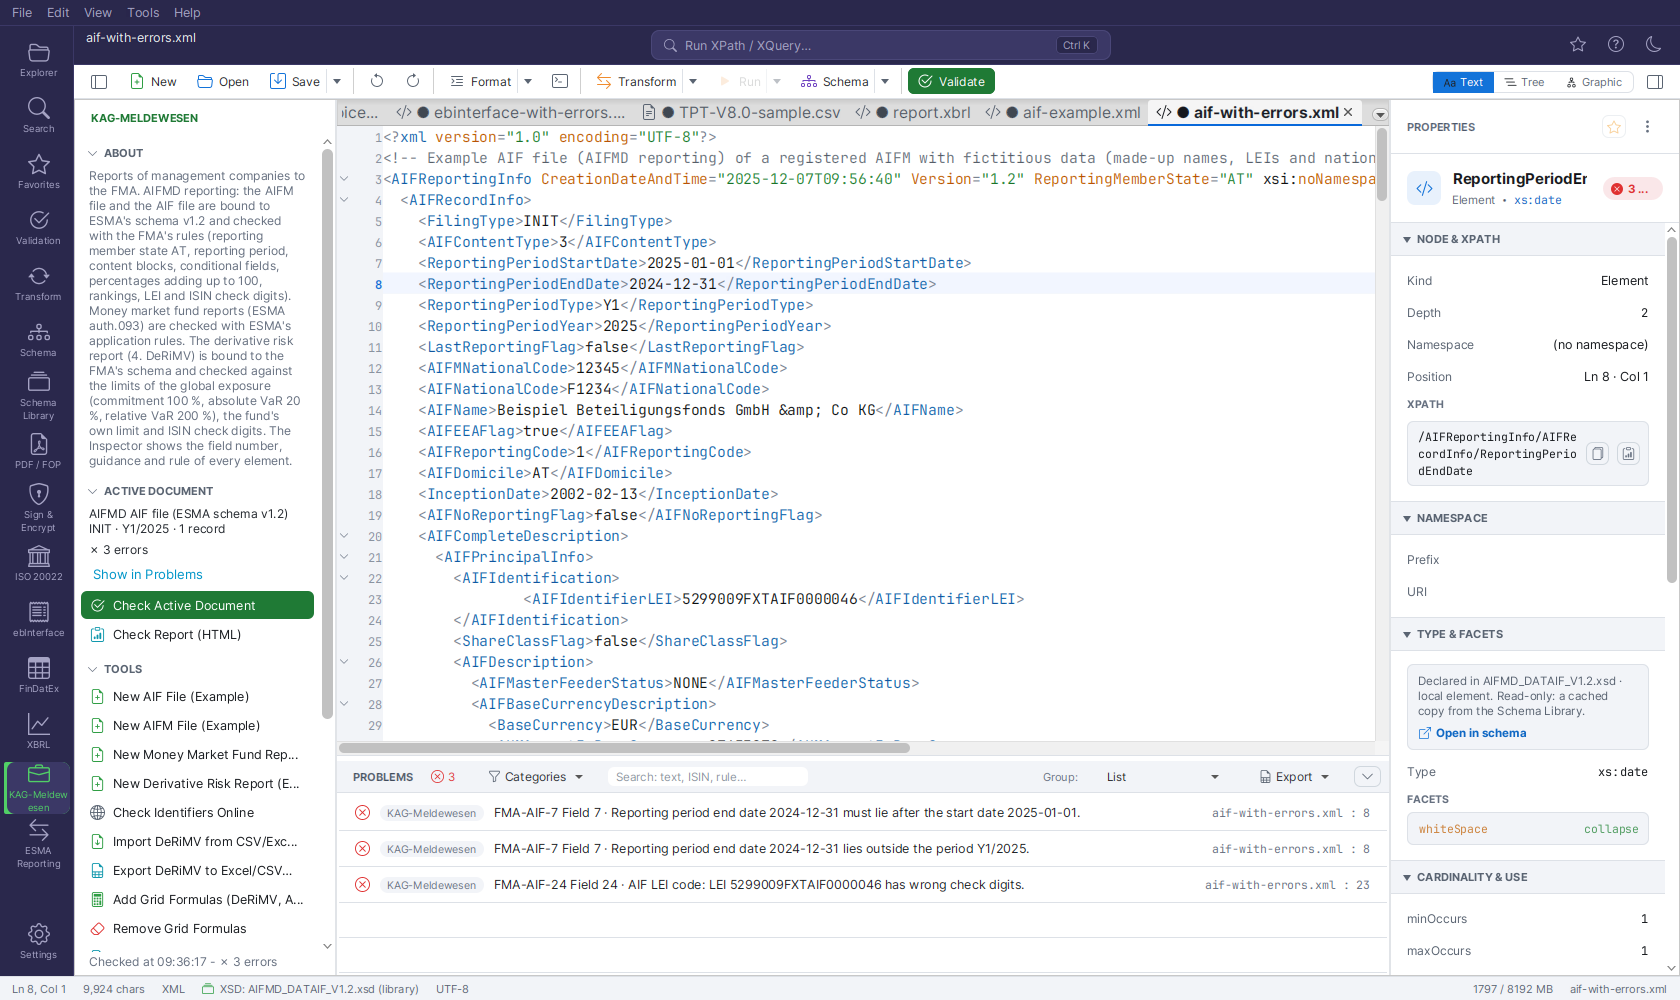 File Edit View Tools Help
aif-with-errors.xml
Run XPath / XQuery... Ctrl K
New Open Save Format Transform Run Schema Validate Aa Text Tree Graphic
Explorer
Search
Favorites
Validation
Transform
Schema
Schema Library
PDF / FOP
Sign & Encrypt
ISO 20022
ebInterface
FinDatEx
XBRL
KAG-Meldewesen
ESMA Reporting
Settings
KAG-MELDEWESEN
ABOUT
Reports of management companies to
the FMA. AIFMD reporting: the AIFM
file and the AIF file are bound to
ESMA's schema v1.2 and checked
with the FMA's rules (reporting
member state AT, reporting period,
content blocks, conditional fields,
percentages adding up to 100,
rankings, LEI and ISIN check digits).
Money market fund reports (ESMA
auth.093) are checked with ESMA's
application rules. The derivative risk
report (4. DeRiMV) is bound to the
FMA's schema and checked against
the limits of the global exposure
(commitment 100 %, absolute VaR 20
%, relative VaR 200 %), the fund's
own limit and ISIN check digits. The
Inspector shows the field number,
guidance and rule of every element.
ACTIVE DOCUMENT
AIFMD AIF file (ESMA schema v1.2)
INIT · Y1/2025 · 1 record
× 3 errors
Show in Problems
Check Active Document
Check Report (HTML)
TOOLS
New AIF File (Example)
New AIFM File (Example)
New Money Market Fund Rep...
New Derivative Risk Report (E...
Check Identifiers Online
Import DeRiMV from CSV/Exc...
Export DeRiMV to Excel/CSV...
Add Grid Formulas (DeRiMV, A...
Remove Grid Formulas
Checked at 09:36:17 - × 3 errors
oice... ebinterface-with-errors.... TPT-V8.0-sample.csv report.xbrl aif-example.xml aif-with-errors.xml
1 <?xml version="1.0" encoding="UTF-8"?>
2 <!-- Example AIF file (AIFMD reporting) of a registered AIFM with fictitious data (made-up names, LEIs and nation
3 <AIFReportingInfo CreationDateAndTime="2025-12-07T09:56:40" Version="1.2" ReportingMemberState="AT" xsi:noNamespa
4 <AIFRecordInfo>
5 <FilingType>INIT</FilingType>
6 <AIFContentType>3</AIFContentType>
7 <ReportingPeriodStartDate>2025-01-01</ReportingPeriodStartDate>
8 <ReportingPeriodEndDate>2024-12-31</ReportingPeriodEndDate>
9 <ReportingPeriodType>Y1</ReportingPeriodType>
10 <ReportingPeriodYear>2025</ReportingPeriodYear>
11 <LastReportingFlag>false</LastReportingFlag>
12 <AIFMNationalCode>12345</AIFMNationalCode>
13 <AIFNationalCode>F1234</AIFNationalCode>
14 <AIFName>Beispiel Beteiligungsfonds GmbH &amp; Co KG</AIFName>
15 <AIFEEAFlag>true</AIFEEAFlag>
16 <AIFReportingCode>1</AIFReportingCode>
17 <AIFDomicile>AT</AIFDomicile>
18 <InceptionDate>2002-02-13</InceptionDate>
19 <AIFNoReportingFlag>false</AIFNoReportingFlag>
20 <AIFCompleteDescription>
21 <AIFPrincipalInfo>
22 <AIFIdentification>
23 <AIFIdentifierLEI>5299009FXTAIF0000046</AIFIdentifierLEI>
24 </AIFIdentification>
25 <ShareClassFlag>false</ShareClassFlag>
26 <AIFDescription>
27 <AIFMasterFeederStatus>NONE</AIFMasterFeederStatus>
28 <AIFBaseCurrencyDescription>
29 <BaseCurrency>EUR</BaseCurrency>
PROBLEMS 3 Categories Search: text, ISIN, rule... Group: List Export
KAG-Meldewesen FMA-AIF-7 Field 7 · Reporting period end date 2024-12-31 must lie after the start date 2025-01-01. aif-with-errors.xml : 8
KAG-Meldewesen FMA-AIF-7 Field 7 · Reporting period end date 2024-12-31 lies outside the period Y1/2025. aif-with-errors.xml : 8
KAG-Meldewesen FMA-AIF-24 Field 24 · AIF LEI code: LEI 5299009FXTAIF0000046 has wrong check digits. aif-with-errors.xml : 23
PROPERTIES
ReportingPeriodEr 3 ...
Element • xs:date
NODE & XPATH
Kind Element
Depth 2
Namespace (no namespace)
Position Ln 8 · Col 1
XPATH
/AIFReportingInfo/AIFRe
cordInfo/ReportingPerio
dEndDate
NAMESPACE
Prefix
URI
TYPE & FACETS
Declared in AIFMD_DATAIF_V1.2.xsd ·
local element. Read-only: a cached
copy from the Schema Library.
Open in schema
Type xs:date
FACETS
whiteSpace collapse
CARDINALITY & USE
minOccurs 1
maxOccurs 1
Ln 8, Col 1 9,924 chars XML XSD: AIFMD_DATAIF_V1.2.xsd (library) UTF-8 1797 / 8192 MB aif-with-errors.xml